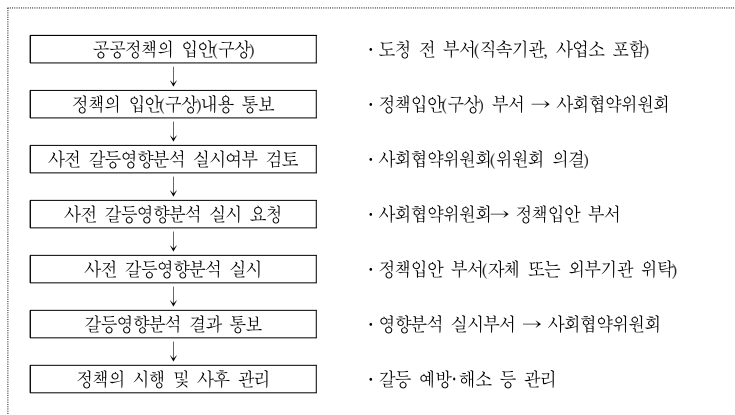 공공정책의 입안(구상) ・도청 전 부서(직속기관, 사업소 포함)
↓
정책의 입안(구상)내용 통보 ・정책입안(구상) 부서 → 사회협약위원회
↓
사전 갈등영향분석 실시여부 검토 ・사회협약위원회(위원회 의결)
↓
사전 갈등영향분석 실시 요청 ・사회협약위원회→ 정책입안 부서
↓
사전 갈등영향분석 실시 ・정책입안 부서(자체 또는 외부기관 위탁)
↓
갈등영향분석 결과 통보 ・영향분석 실시부서 → 사회협약위원회
↓
정책의 시행 및 사후 관리 ・갈등 예방·해소 등 관리